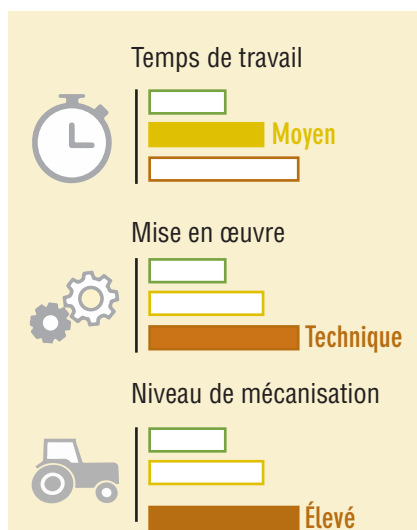 Temps de travail
Moyen
Mise en œuvre
Technique
Niveau de mécanisation
Élevé